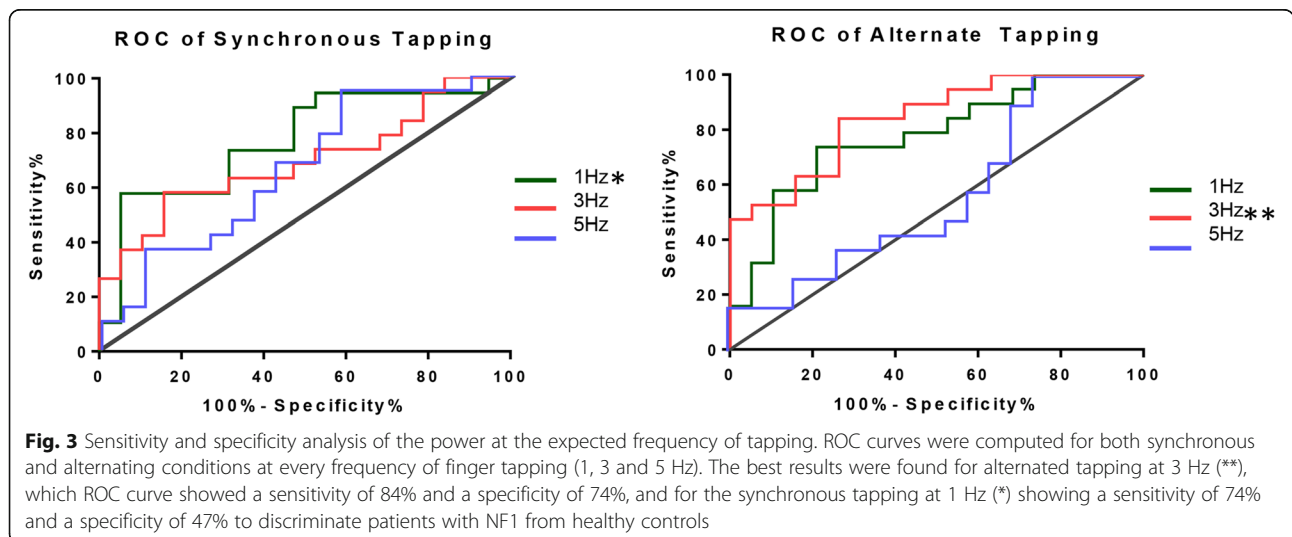 ROC of Synchronous Tapping
100
80
60
40
20
0
Sensitivity%
0 20 40 60 80 100
100%-Specificity%
1Hz*
3Hz
5Hz
ROC of Alternate Tapping
100
80
60
40
20
0
Sensitivity%
0 20 40 60 80 100
100%-Specificity%
1Hz
3Hz**
5Hz
Fig. 3 Sensitivity and specificity analysis of the power at the expected frequency of tapping. ROC curves were computed for both synchronous
and alternating conditions at every frequency of finger tapping (1, 3 and 5 Hz). The best results were found for alternated tapping at 3 Hz (**),
which ROC curve showed a sensitivity of 84% and a specificity of 74%, and for the synchronous tapping at 1 Hz (*) showing a sensitivity of 74%
and a specificity of 47% to discriminate patients with NF1 from healthy controls